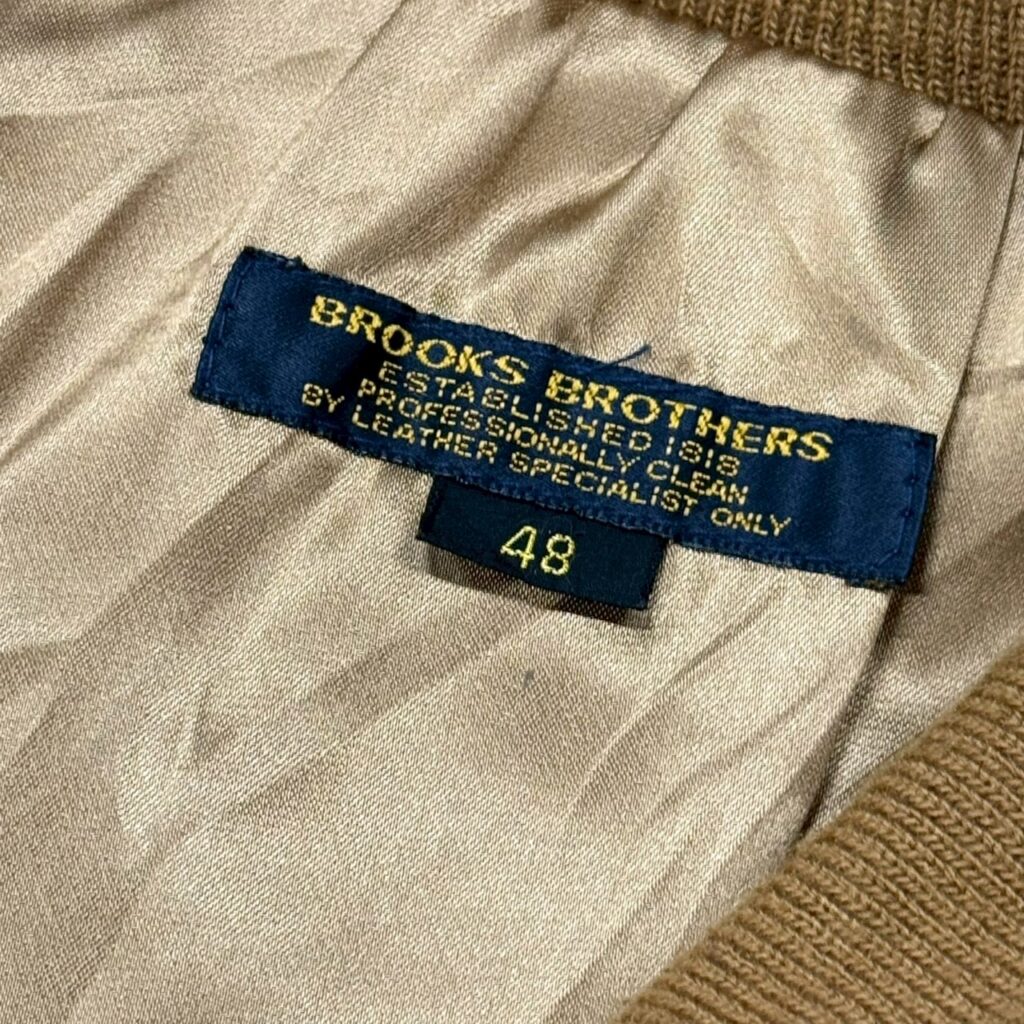 BROOKS BROTHERS
ESTABLISHED 1818
PROFESSIONALLY CLEAN
BY LEATHER SPECIALIST ONLY
48